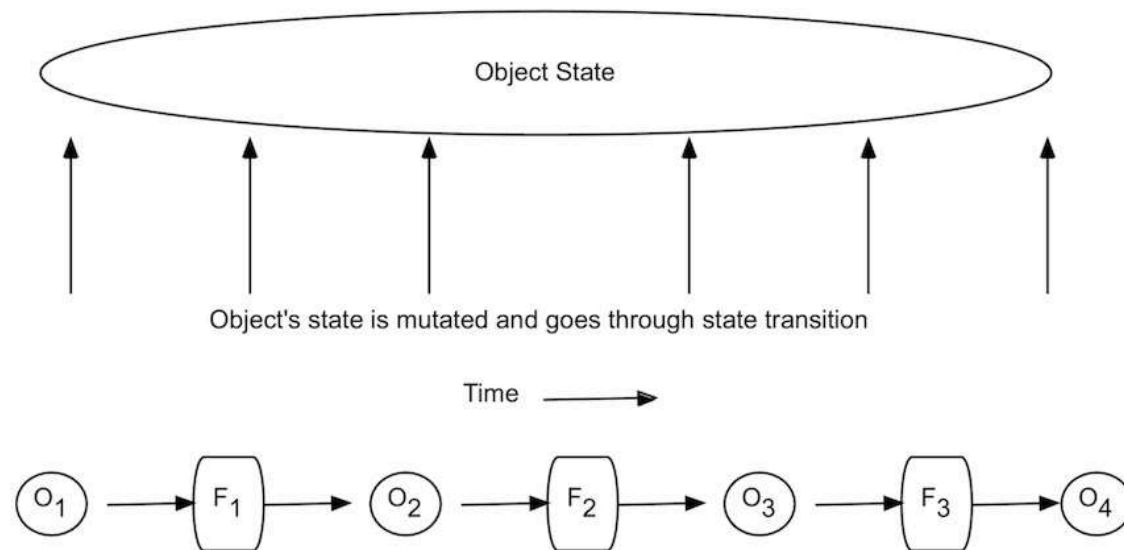 Object State
Object's state is mutated and goes through state transition
Time
O1 F1 O2 F2 O3 F3 O4